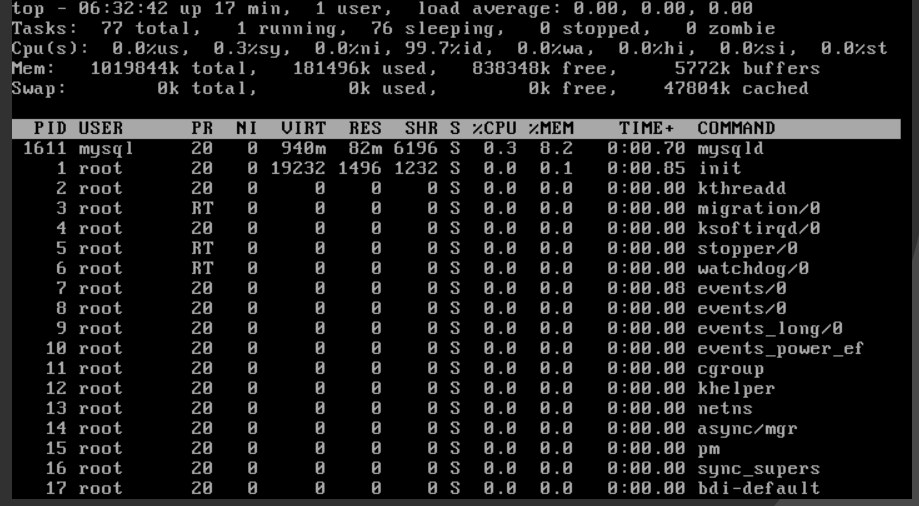 top - 06:32:42 up 17 min,  1 user,  load average: 0.00, 0.00, 0.00
Tasks:  77 total,   1 running,  76 sleeping,   0 stopped,   0 zombie
Cpu(s):  0.0%us,  0.3%sy,  0.0%ni, 99.7%id,  0.0%wa,  0.0%hi,  0.0%si,  0.0%st
Mem:   1019844k total,   181496k used,   838348k free,     5772k buffers
Swap:        0k total,        0k used,        0k free,    47804k cached
  PID USER      PR  NI  VIRT  RES  SHR S %CPU %MEM    TIME+  COMMAND
 1611 mysql     20   0  940m  82m 6196 S  0.3  8.2   0:00.70 mysqld
    1 root      20   0 19232 1496 1232 S  0.0  0.1   0:00.85 init
    2 root      20   0     0    0    0 S  0.0  0.0   0:00.00 kthreadd
    3 root      RT   0     0    0    0 S  0.0  0.0   0:00.00 migration/0
    4 root      20   0     0    0    0 S  0.0  0.0   0:00.00 ksoftirqd/0
    5 root      RT   0     0    0    0 S  0.0  0.0   0:00.00 stopper/0
    6 root      RT   0     0    0    0 S  0.0  0.0   0:00.00 watchdog/0
    7 root      20   0     0    0    0 S  0.0  0.0   0:00.08 events/0
    8 root      20   0     0    0    0 S  0.0  0.0   0:00.00 events/0
    9 root      20   0     0    0    0 S  0.0  0.0   0:00.00 events_long/0
   10 root      20   0     0    0    0 S  0.0  0.0   0:00.00 events_power_ef
   11 root      20   0     0    0    0 S  0.0  0.0   0:00.00 cgroup
   12 root      20   0     0    0    0 S  0.0  0.0   0:00.00 khelper
   13 root      20   0     0    0    0 S  0.0  0.0   0:00.00 netns
   14 root      20   0     0    0    0 S  0.0  0.0   0:00.00 async/mgr
   15 root      20   0     0    0    0 S  0.0  0.0   0:00.00 pm
   16 root      20   0     0    0    0 S  0.0  0.0   0:00.00 sync_supers
   17 root      20   0     0    0    0 S  0.0  0.0   0:00.00 bdi-default